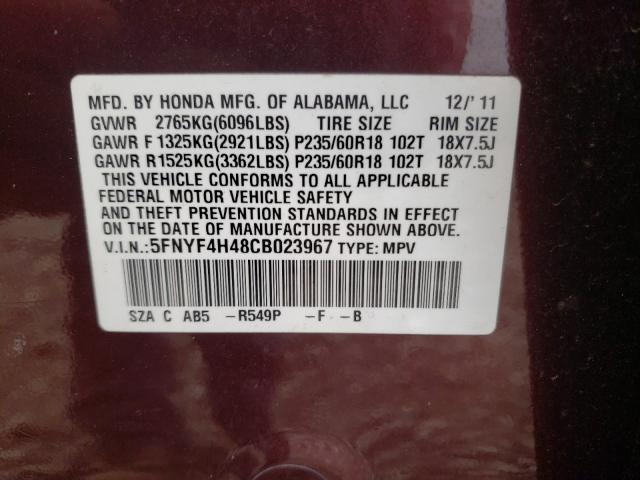 MFD. BY HONDA MFG. OF ALABAMA, LLC 12/'11
GVWR 2765KG(6096LBS) TIRE SIZE RIM SIZE
GAWR F 1325KG(2921LBS) P235/60R18 102T 18X7.5J
GAWR R1525KG(3362LBS) P235/60R18 102T 18X7.5J
THIS VEHICLE CONFORMS TO ALL APPLICABLE
FEDERAL MOTOR VEHICLE SAFETY
AND THEFT PREVENTION STANDARDS IN EFFECT
ON THE DATE OF MANUFACTURE SHOWN ABOVE.
V.I.N.:5FNYF4H48CB023967 TYPE: MPV
SZA C AB5 -R549P -F -B